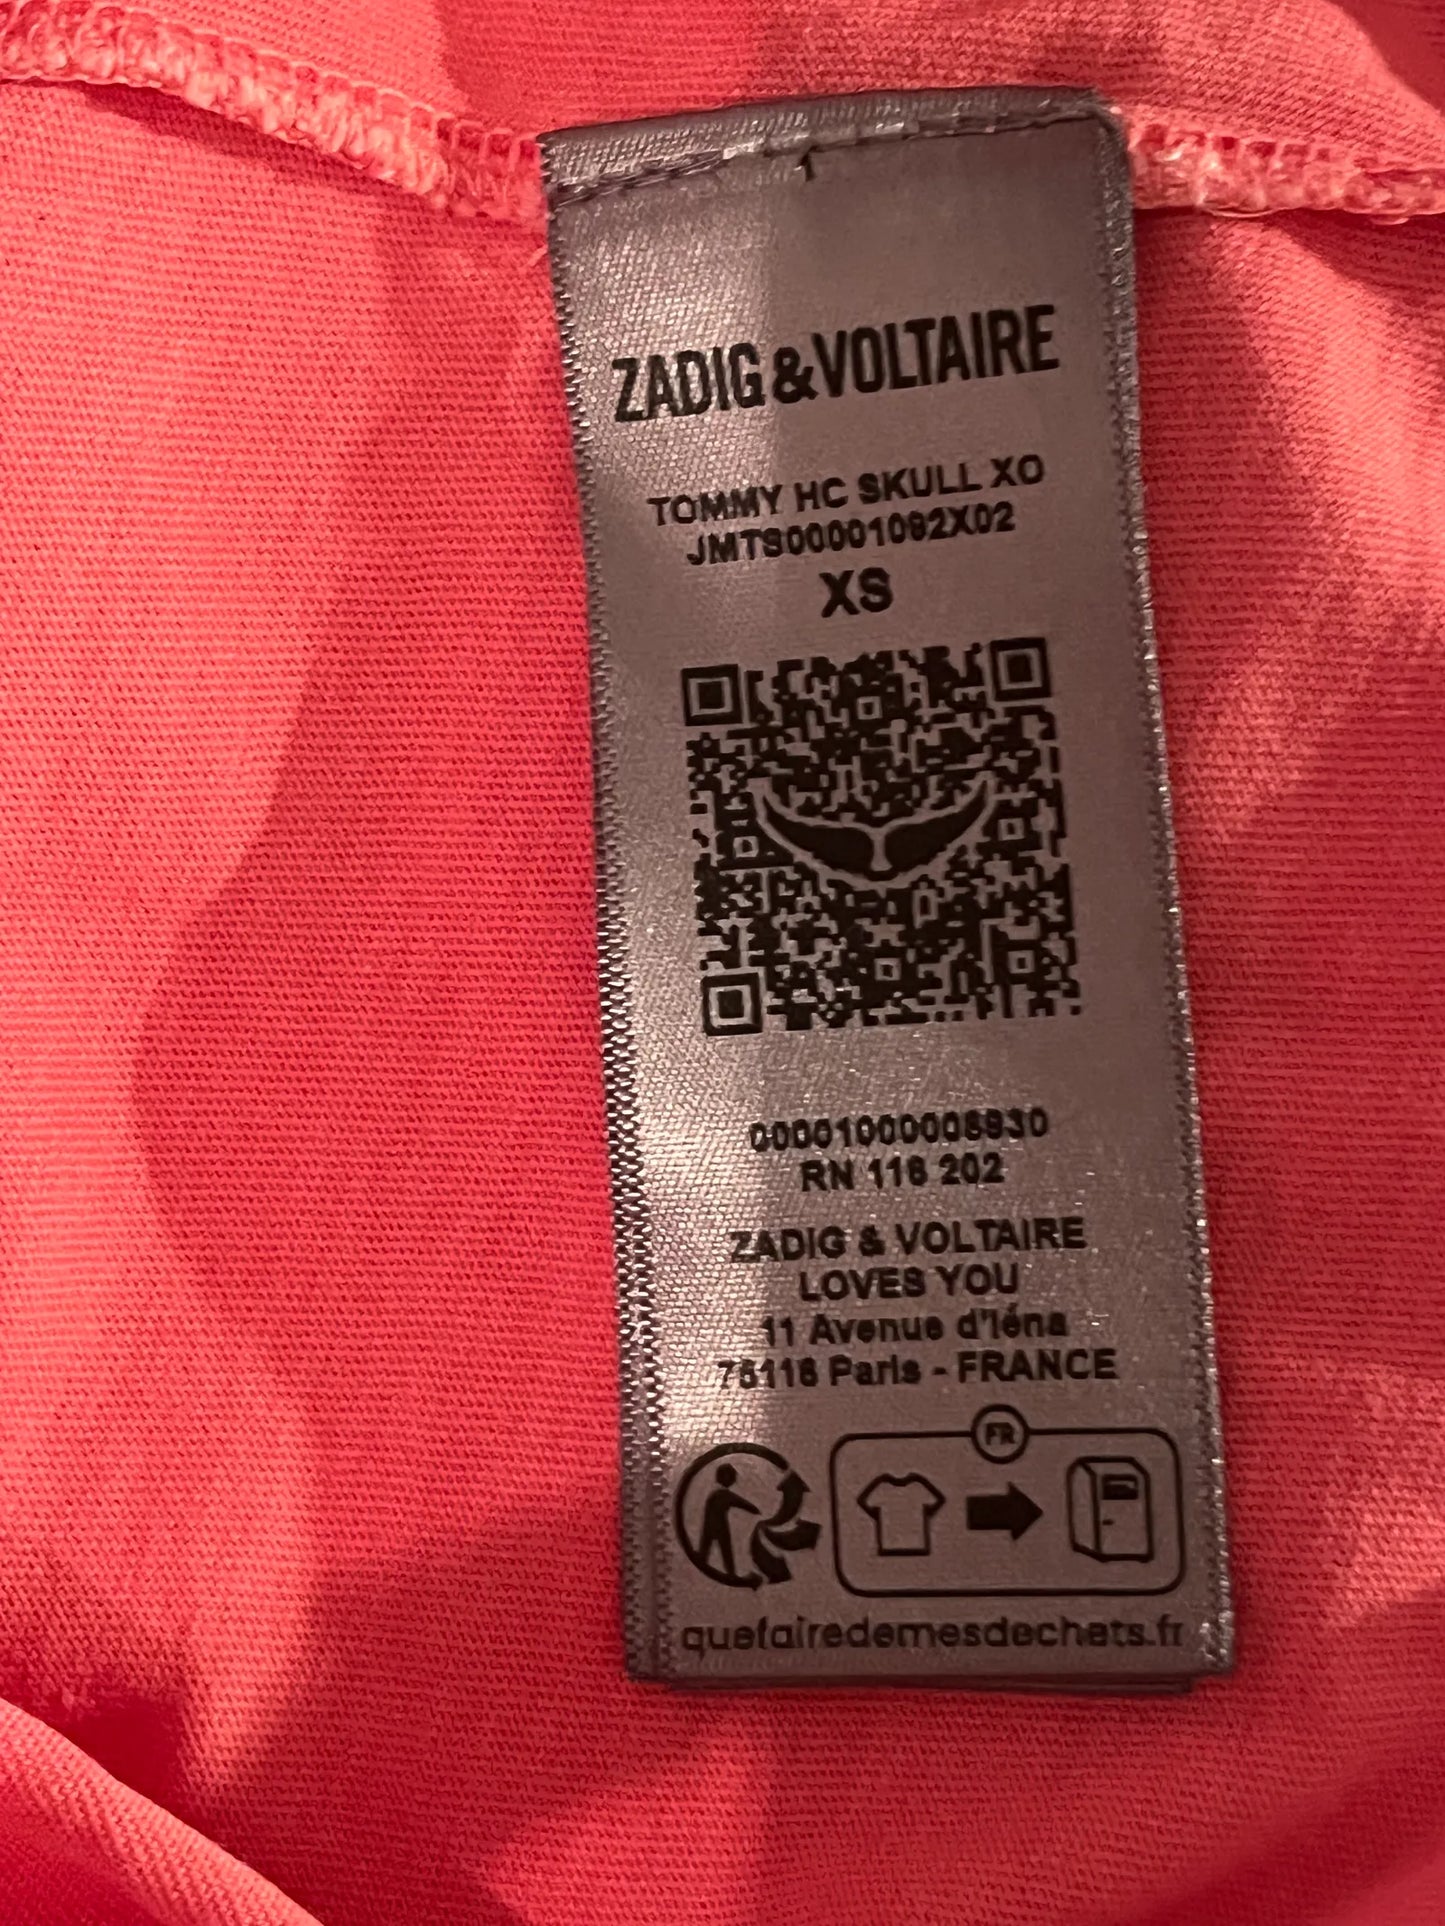 ZADIG&VOLTAIRE
TOMMY HC SKULL XO
JMTS00001092X02
XS
00001000008930
RN 116 202
ZADIG & VOLTAIRE
LOVES YOU
11 Avenue d'Iéna
75116 Paris - FRANCE
FR
quefairedemesdechets.fr